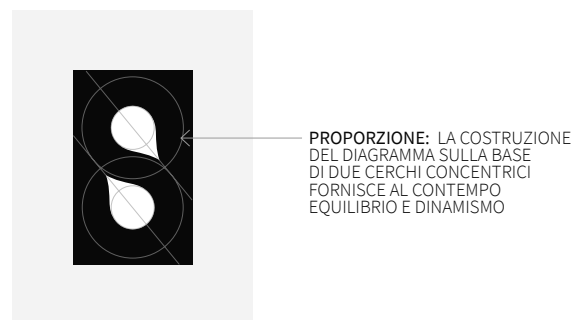 PROPORZIONE: LA COSTRUZIONE
DEL DIAGRAMMA SULLA BASE
DI DUE CERCHI CONCENTRICI
FORNISCE AL CONTEMPO
EQUILIBRIO E DINAMISMO